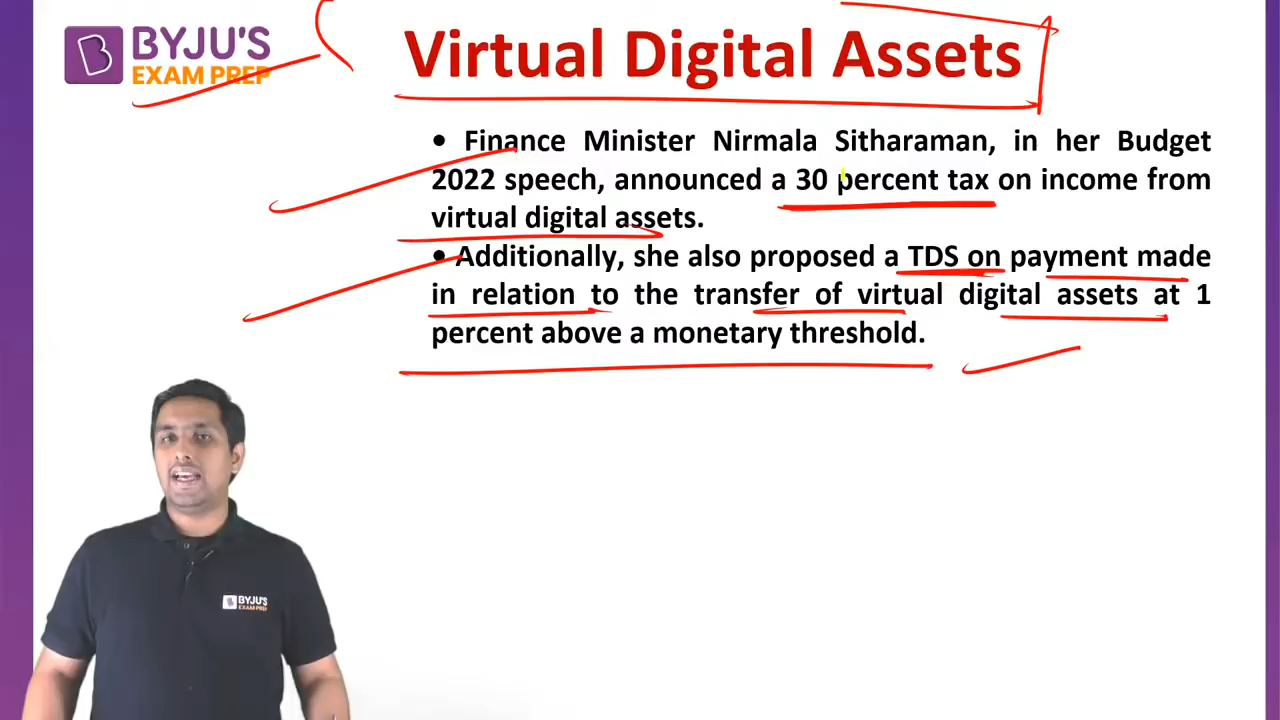 BYJU'S
EXAM PREP
Virtual Digital Assets
• Finance Minister Nirmala Sitharaman, in her Budget
2022 speech, announced a 30 percent tax on income from
virtual digital assets.
• Additionally, she also proposed a TDS on payment made
in relation to the transfer of virtual digital assets at 1
percent above a monetary threshold.
BYJU'S
EXAM PREP